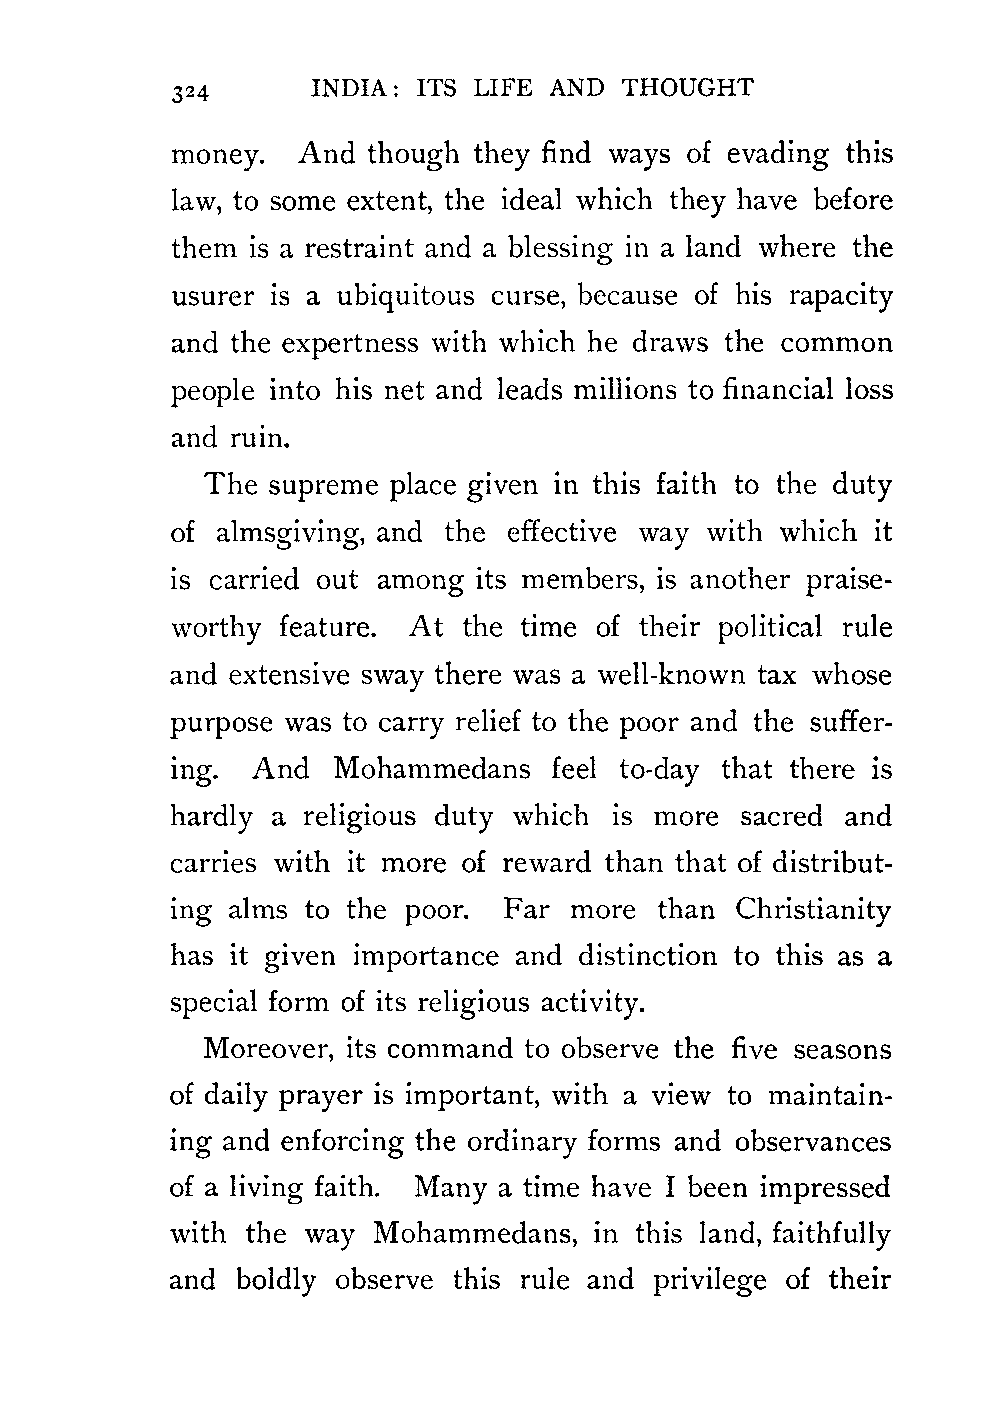 324 INDIA: ITS LIFE AND THOUGHT
money. And though they find ways of evading this
law, to some extent, the ideal which they have before
them is a restraint and a blessing in a land where the
usurer is a ubiquitous curse, because of his rapacity
and the expertness with which he draws the common
people into his net and leads millions to financial loss
and ruin.
The supreme place given in this faith to the duty
of almsgiving, and the effective way with which it
is carried out among its members, is another praise-
worthy feature. At the time of their political rule
and extensive sway there was a well-known tax whose
purpose was to carry relief to the poor and the suffer-
ing. And Mohammedans feel to-day that there is
hardly a religious duty which is more sacred and
carries with it more of reward than that of distribut-
ing alms to the poor. Far more than Christianity
has it given importance and distinction to this as a
special form of its religious activity.
Moreover, its command to observe the five seasons
of daily prayer is important, with a view to maintain-
ing and enforcing the ordinary forms and observances
of a living faith. Many a time have I been impressed
with the way Mohammedans, in this land, faithfully
and boldly observe this rule and privilege of their